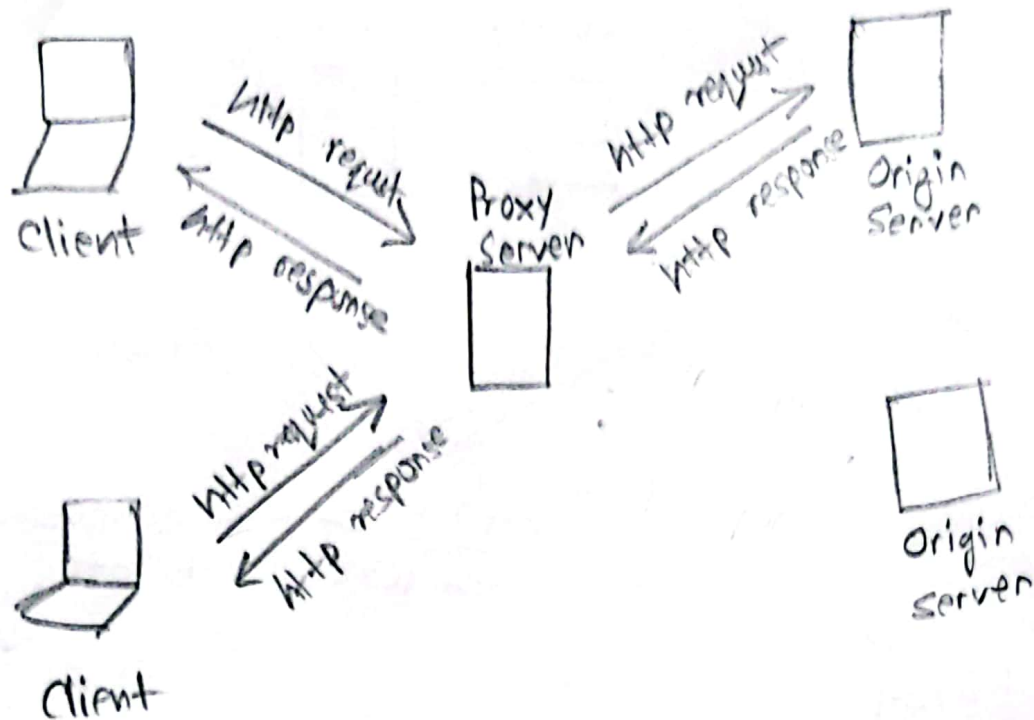 http request
http response
Client
Proxy
Server
http request
http response
Origin
Server
http request
http response
Client
Origin
server